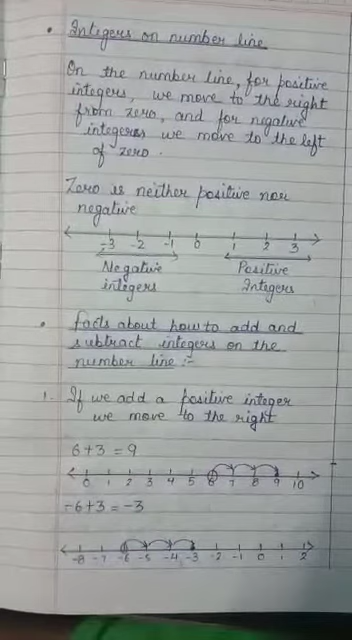 • Integers on number line
On the number line, for positive
integers, we move to the right
from zero, and for negative
integers we move to the left
of zero.
Zero is neither positive nor
negative
-3 -2 -1 0 1 2 3
Negative Positive
integers Integers
• facts about how to add and
subtract integers on the
number line :-
1. If we add a positive integer
we move to the right
6+3 = 9
0 1 2 3 4 5 6 7 8 9 10
-6+3 = -3
-8 -7 -6 -5 -4 -3 -2 -1 0 1 2